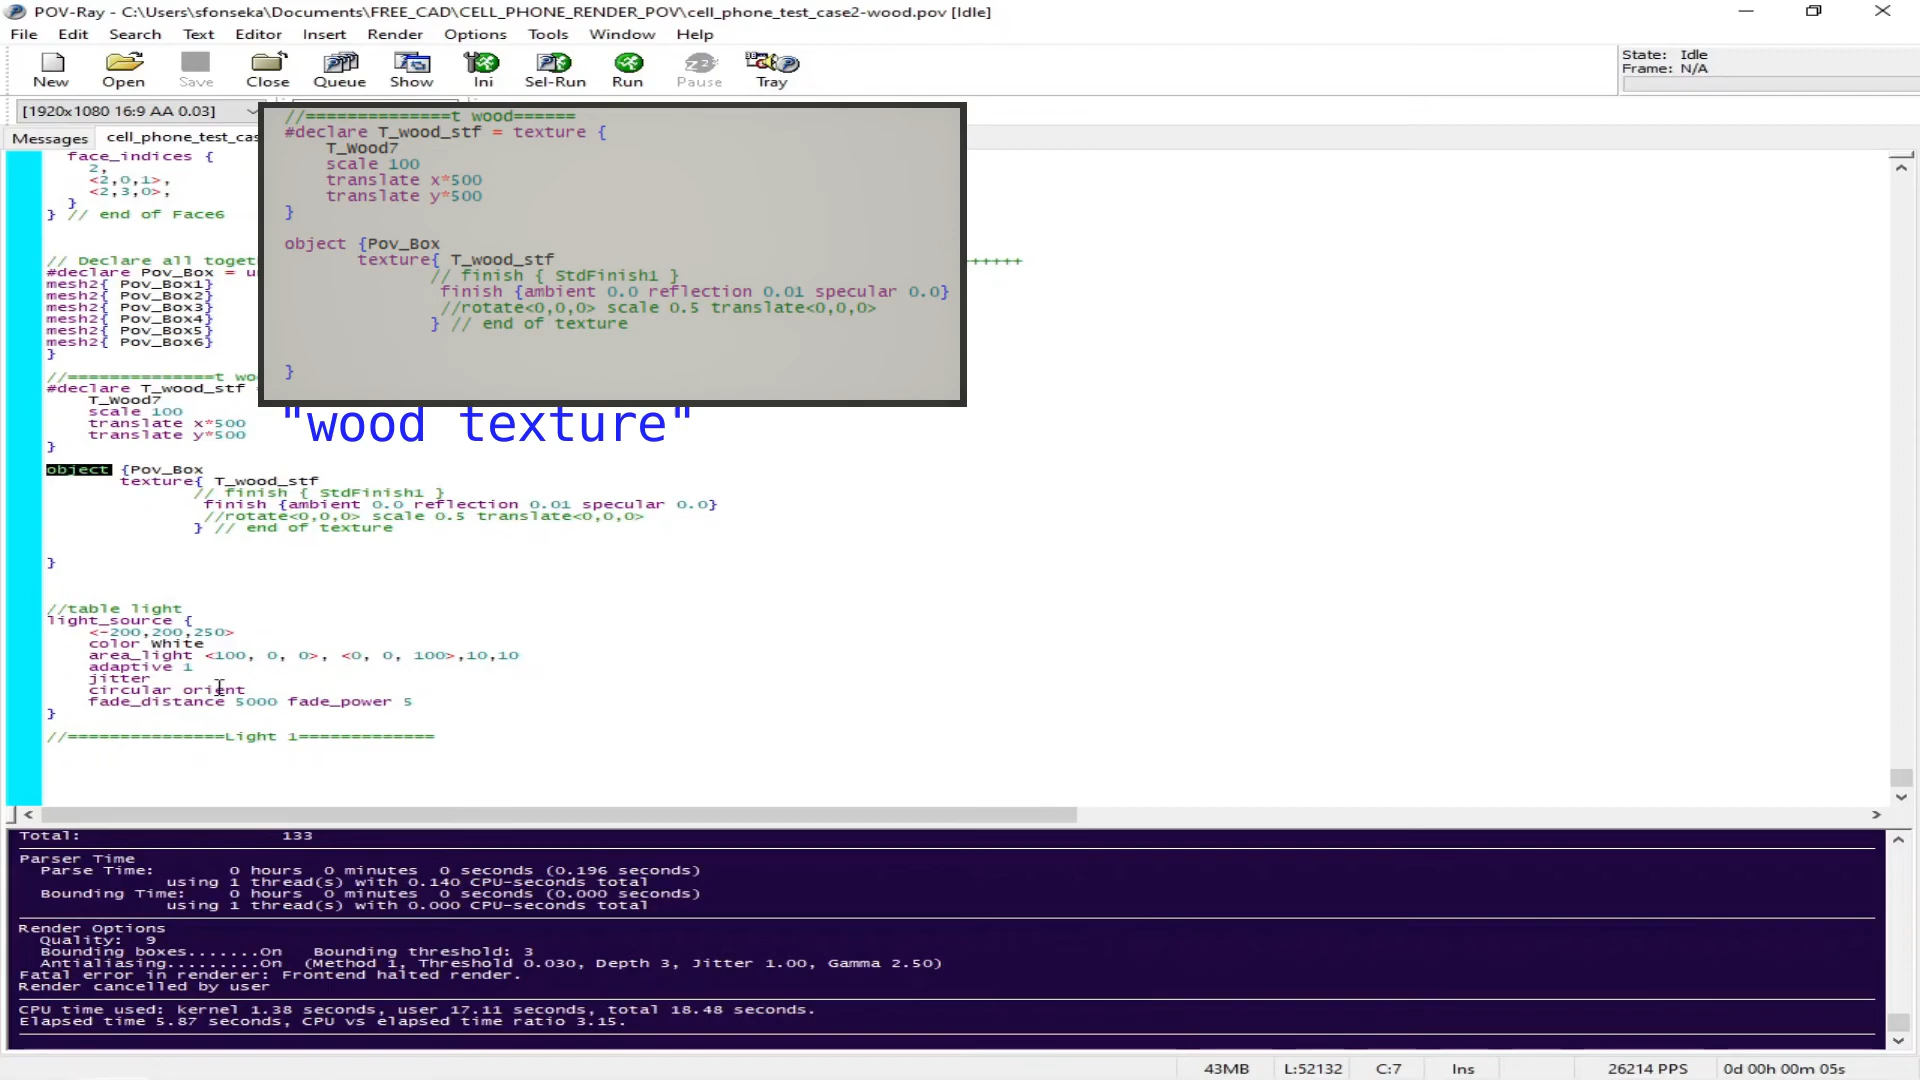 POV-Ray - C:\Users\sfonseka\Documents\FREE_CAD\CELL_PHONE_RENDER_POV\cell_phone_test_case2-wood.pov [Idle]
File Edit Search Text Editor Insert Render Options Tools Window Help
New Open Save Close Queue Show Ini Sel-Run Run Pause Tray
State: Idle
Frame: N/A
[1920x1080 16:9 AA 0.03]
Messages cell_phone_test_cas
//==============t wood======
#declare T_wood_stf = texture {
T_Wood7
scale 100
translate x*500
translate y*500
}
object {Pov_Box
texture{ T_wood_stf
// finish { StdFinish1 }
finish {ambient 0.0 reflection 0.01 specular 0.0}
//rotate<0,0,0> scale 0.5 translate<0,0,0>
} // end of texture
}
"wood texture"
face_indices {
2,
<2,0,1>,
<2,3,0>,
}
} // end of Face6
// Declare all toget +++++
#declare Pov_Box = u
mesh2{ Pov_Box1}
mesh2{ Pov_Box2}
mesh2{ Pov_Box3}
mesh2{ Pov_Box4}
mesh2{ Pov_Box5}
mesh2{ Pov_Box6}
}
//==============t wo
#declare T_wood_stf
T_Wood7
scale 100
translate x*500
translate y*500
}
object {Pov_Box
texture{ T_wood_stf
// finish { StdFinish1 }
finish {ambient 0.0 reflection 0.01 specular 0.0}
//rotate<0,0,0> scale 0.5 translate<0,0,0>
} // end of texture
}
//table light
light_source {
<-200,200,250>
color White
area_light <100, 0, 0>, <0, 0, 100>,10,10
adaptive 1
jitter
circular orient
fade_distance 5000 fade_power 5
}
//===============Light 1=============
Total: 133
Parser Time
Parse Time: 0 hours 0 minutes 0 seconds (0.196 seconds)
using 1 thread(s) with 0.140 CPU-seconds total
Bounding Time: 0 hours 0 minutes 0 seconds (0.000 seconds)
using 1 thread(s) with 0.000 CPU-seconds total
Render Options
Quality: 9
Bounding boxes.......On Bounding threshold: 3
Antialiasing.........On (Method 1, Threshold 0.030, Depth 3, Jitter 1.00, Gamma 2.50)
Fatal error in renderer: Frontend halted render.
Render cancelled by user
CPU time used: kernel 1.38 seconds, user 17.11 seconds, total 18.48 seconds.
Elapsed time 5.87 seconds, CPU vs elapsed time ratio 3.15.
43MB L:52132 C:7 Ins 26214 PPS 0d 00h 00m 05s